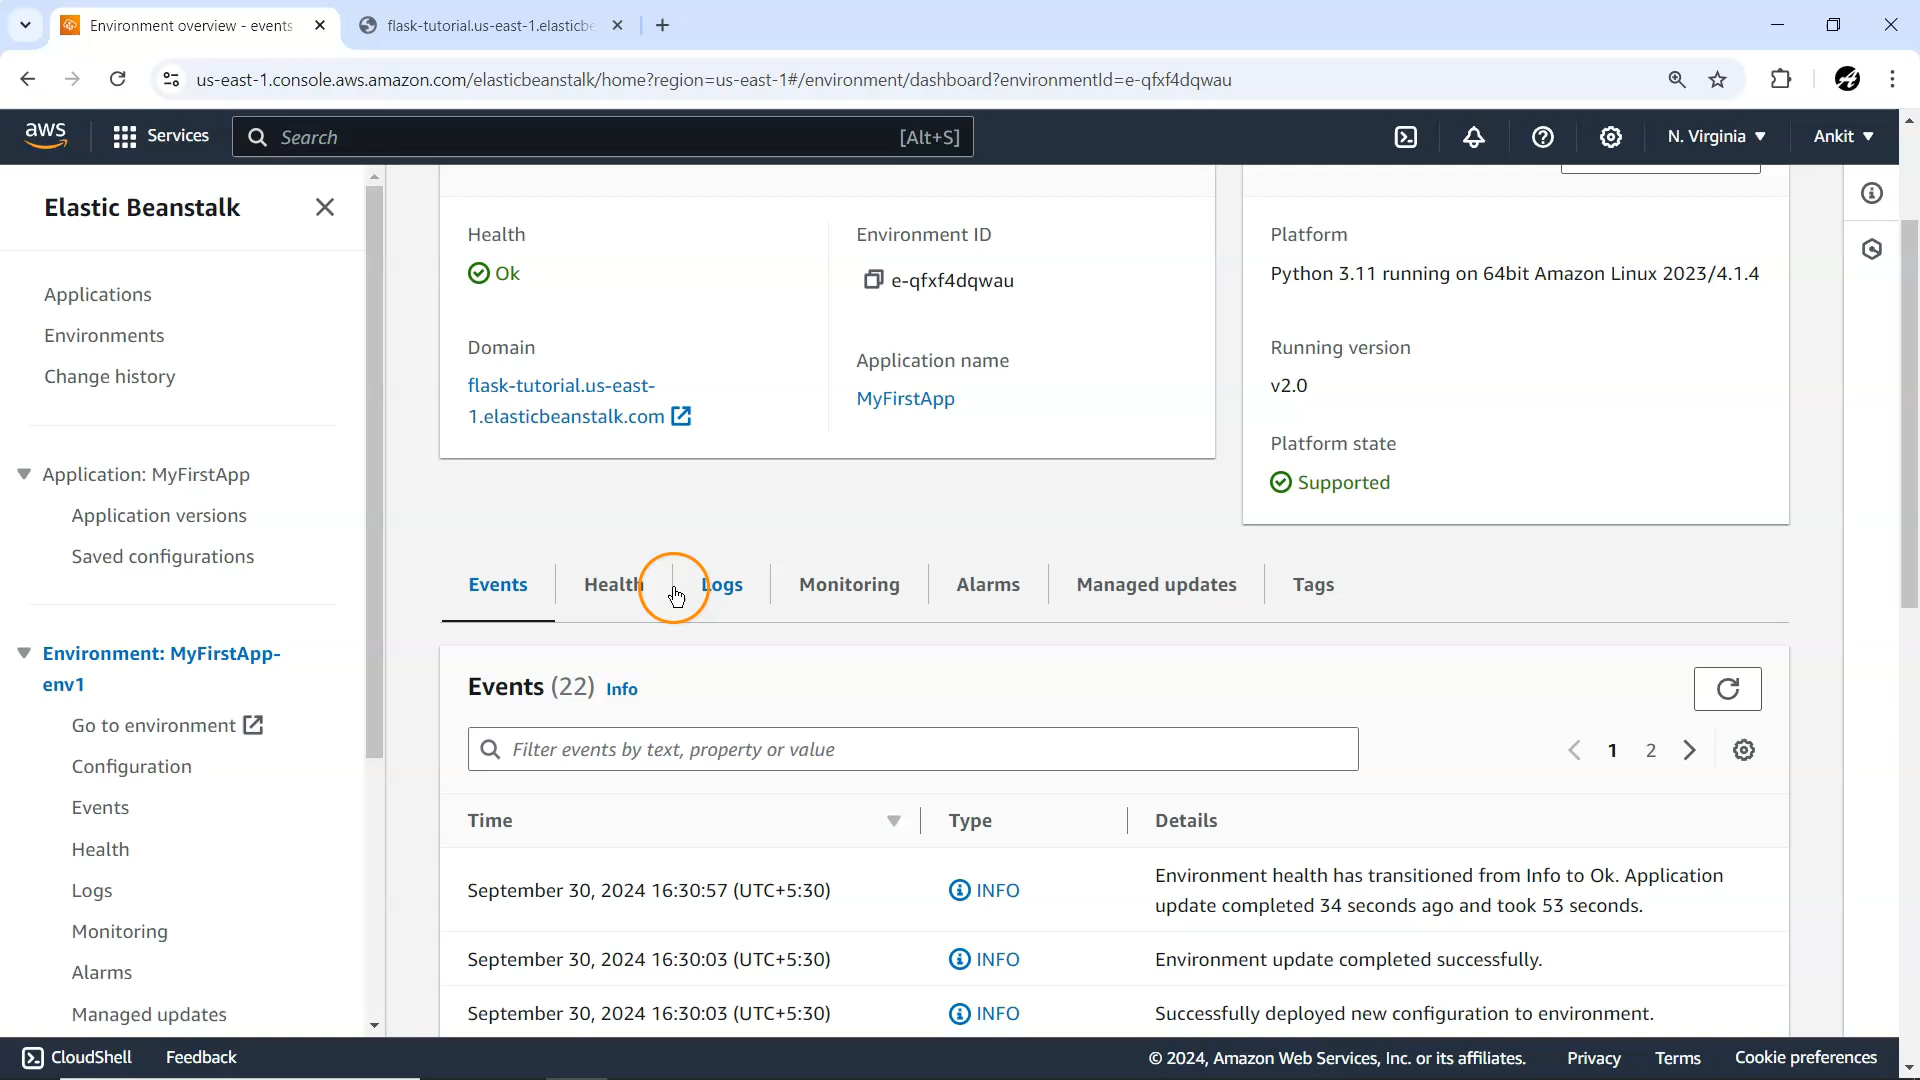 Environment overview - events
flask-tutorial.us-east-1.elasticbe
us-east-1.console.aws.amazon.com/elasticbeanstalk/home?region=us-east-1#/environment/dashboard?environmentId=e-qfxf4dqwau
aws
Services
Search
[Alt+S]
N. Virginia
Ankit
Elastic Beanstalk
Applications
Environments
Change history
Application: MyFirstApp
Application versions
Saved configurations
Environment: MyFirstApp-
env1
Go to environment
Configuration
Events
Health
Logs
Monitoring
Alarms
Managed updates
Health
Ok
Domain
flask-tutorial.us-east-
1.elasticbeanstalk.com
Environment ID
e-qfxf4dqwau
Application name
MyFirstApp
Platform
Python 3.11 running on 64bit Amazon Linux 2023/4.1.4
Running version
v2.0
Platform state
Supported
Events
Health
Logs
Monitoring
Alarms
Managed updates
Tags
Events (22) Info
Filter events by text, property or value
1 2
Time Type Details
September 30, 2024 16:30:57 (UTC+5:30) INFO Environment health has transitioned from Info to Ok. Application
update completed 34 seconds ago and took 53 seconds.
September 30, 2024 16:30:03 (UTC+5:30) INFO Environment update completed successfully.
September 30, 2024 16:30:03 (UTC+5:30) INFO Successfully deployed new configuration to environment.
CloudShell Feedback © 2024, Amazon Web Services, Inc. or its affiliates. Privacy Terms Cookie preferences